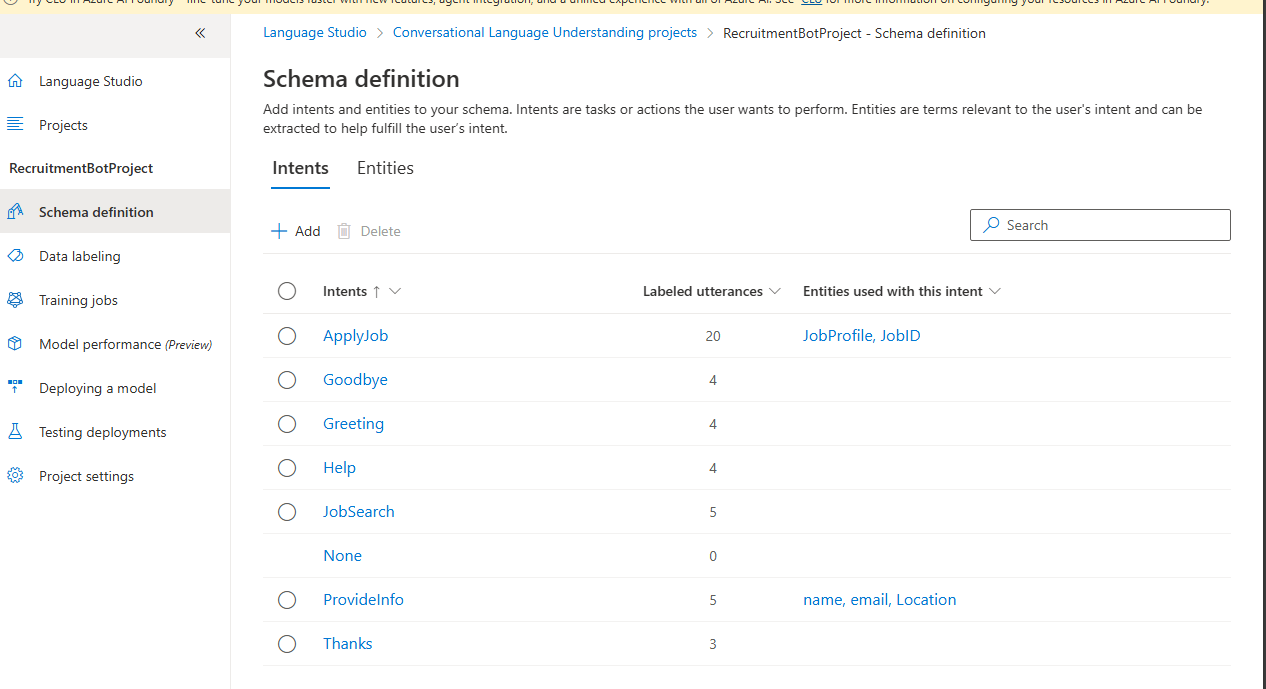 Try CLU in Azure AI Foundry - fine-tune your models faster with new features, agent integration, and a unified experience with all of Azure AI. See CLU for more information on configuring your resources in Azure AI Foundry.
Language Studio > Conversational Language Understanding projects > RecruitmentBotProject - Schema definition
Language Studio
Projects
RecruitmentBotProject
Schema definition
Data labeling
Training jobs
Model performance (Preview)
Deploying a model
Testing deployments
Project settings
Schema definition
Add intents and entities to your schema. Intents are tasks or actions the user wants to perform. Entities are terms relevant to the user's intent and can be
extracted to help fulfill the user's intent.
Intents Entities
Add Delete
Search
Intents ↑ Labeled utterances Entities used with this intent
ApplyJob 20 JobProfile, JobID
Goodbye 4
Greeting 4
Help 4
JobSearch 5
None 0
ProvideInfo 5 name, email, Location
Thanks 3